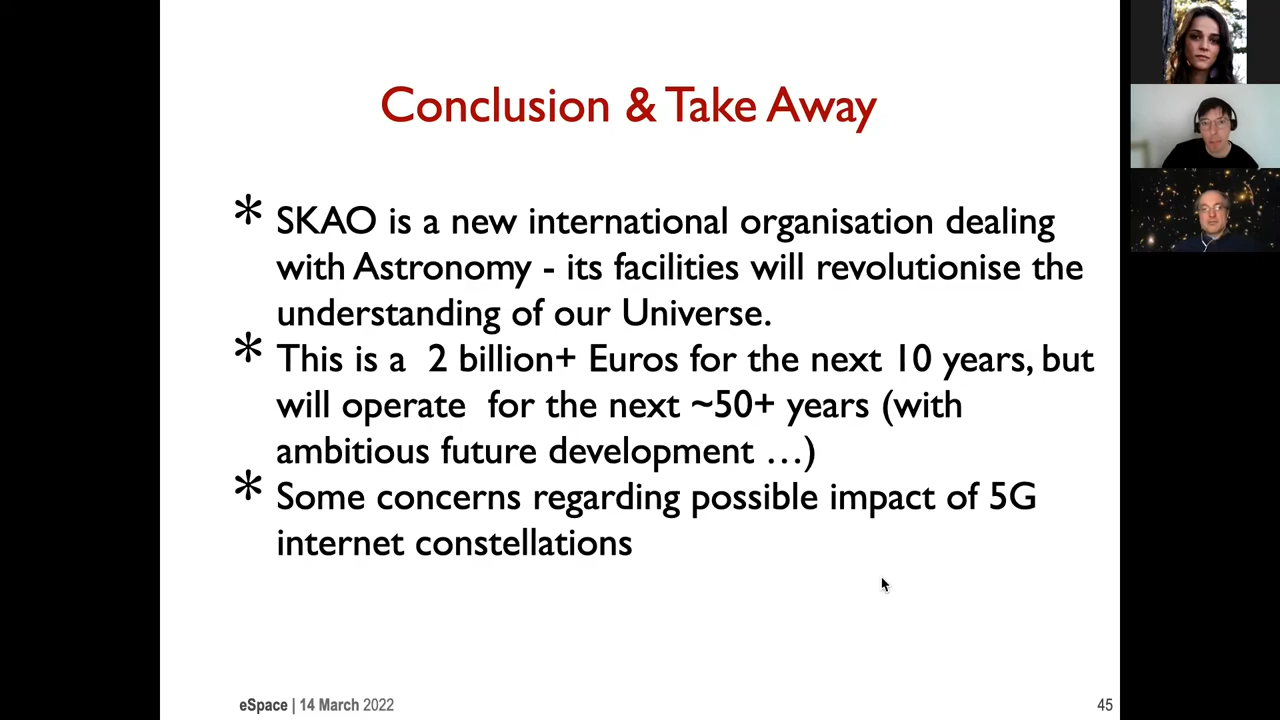 Conclusion & Take Away
* SKAO is a new international organisation dealing
with Astronomy - its facilities will revolutionise the
understanding of our Universe.
* This is a 2 billion+ Euros for the next 10 years, but
will operate for the next ~50+ years (with
ambitious future development …)
* Some concerns regarding possible impact of 5G
internet constellations
eSpace | 14 March 2022
45